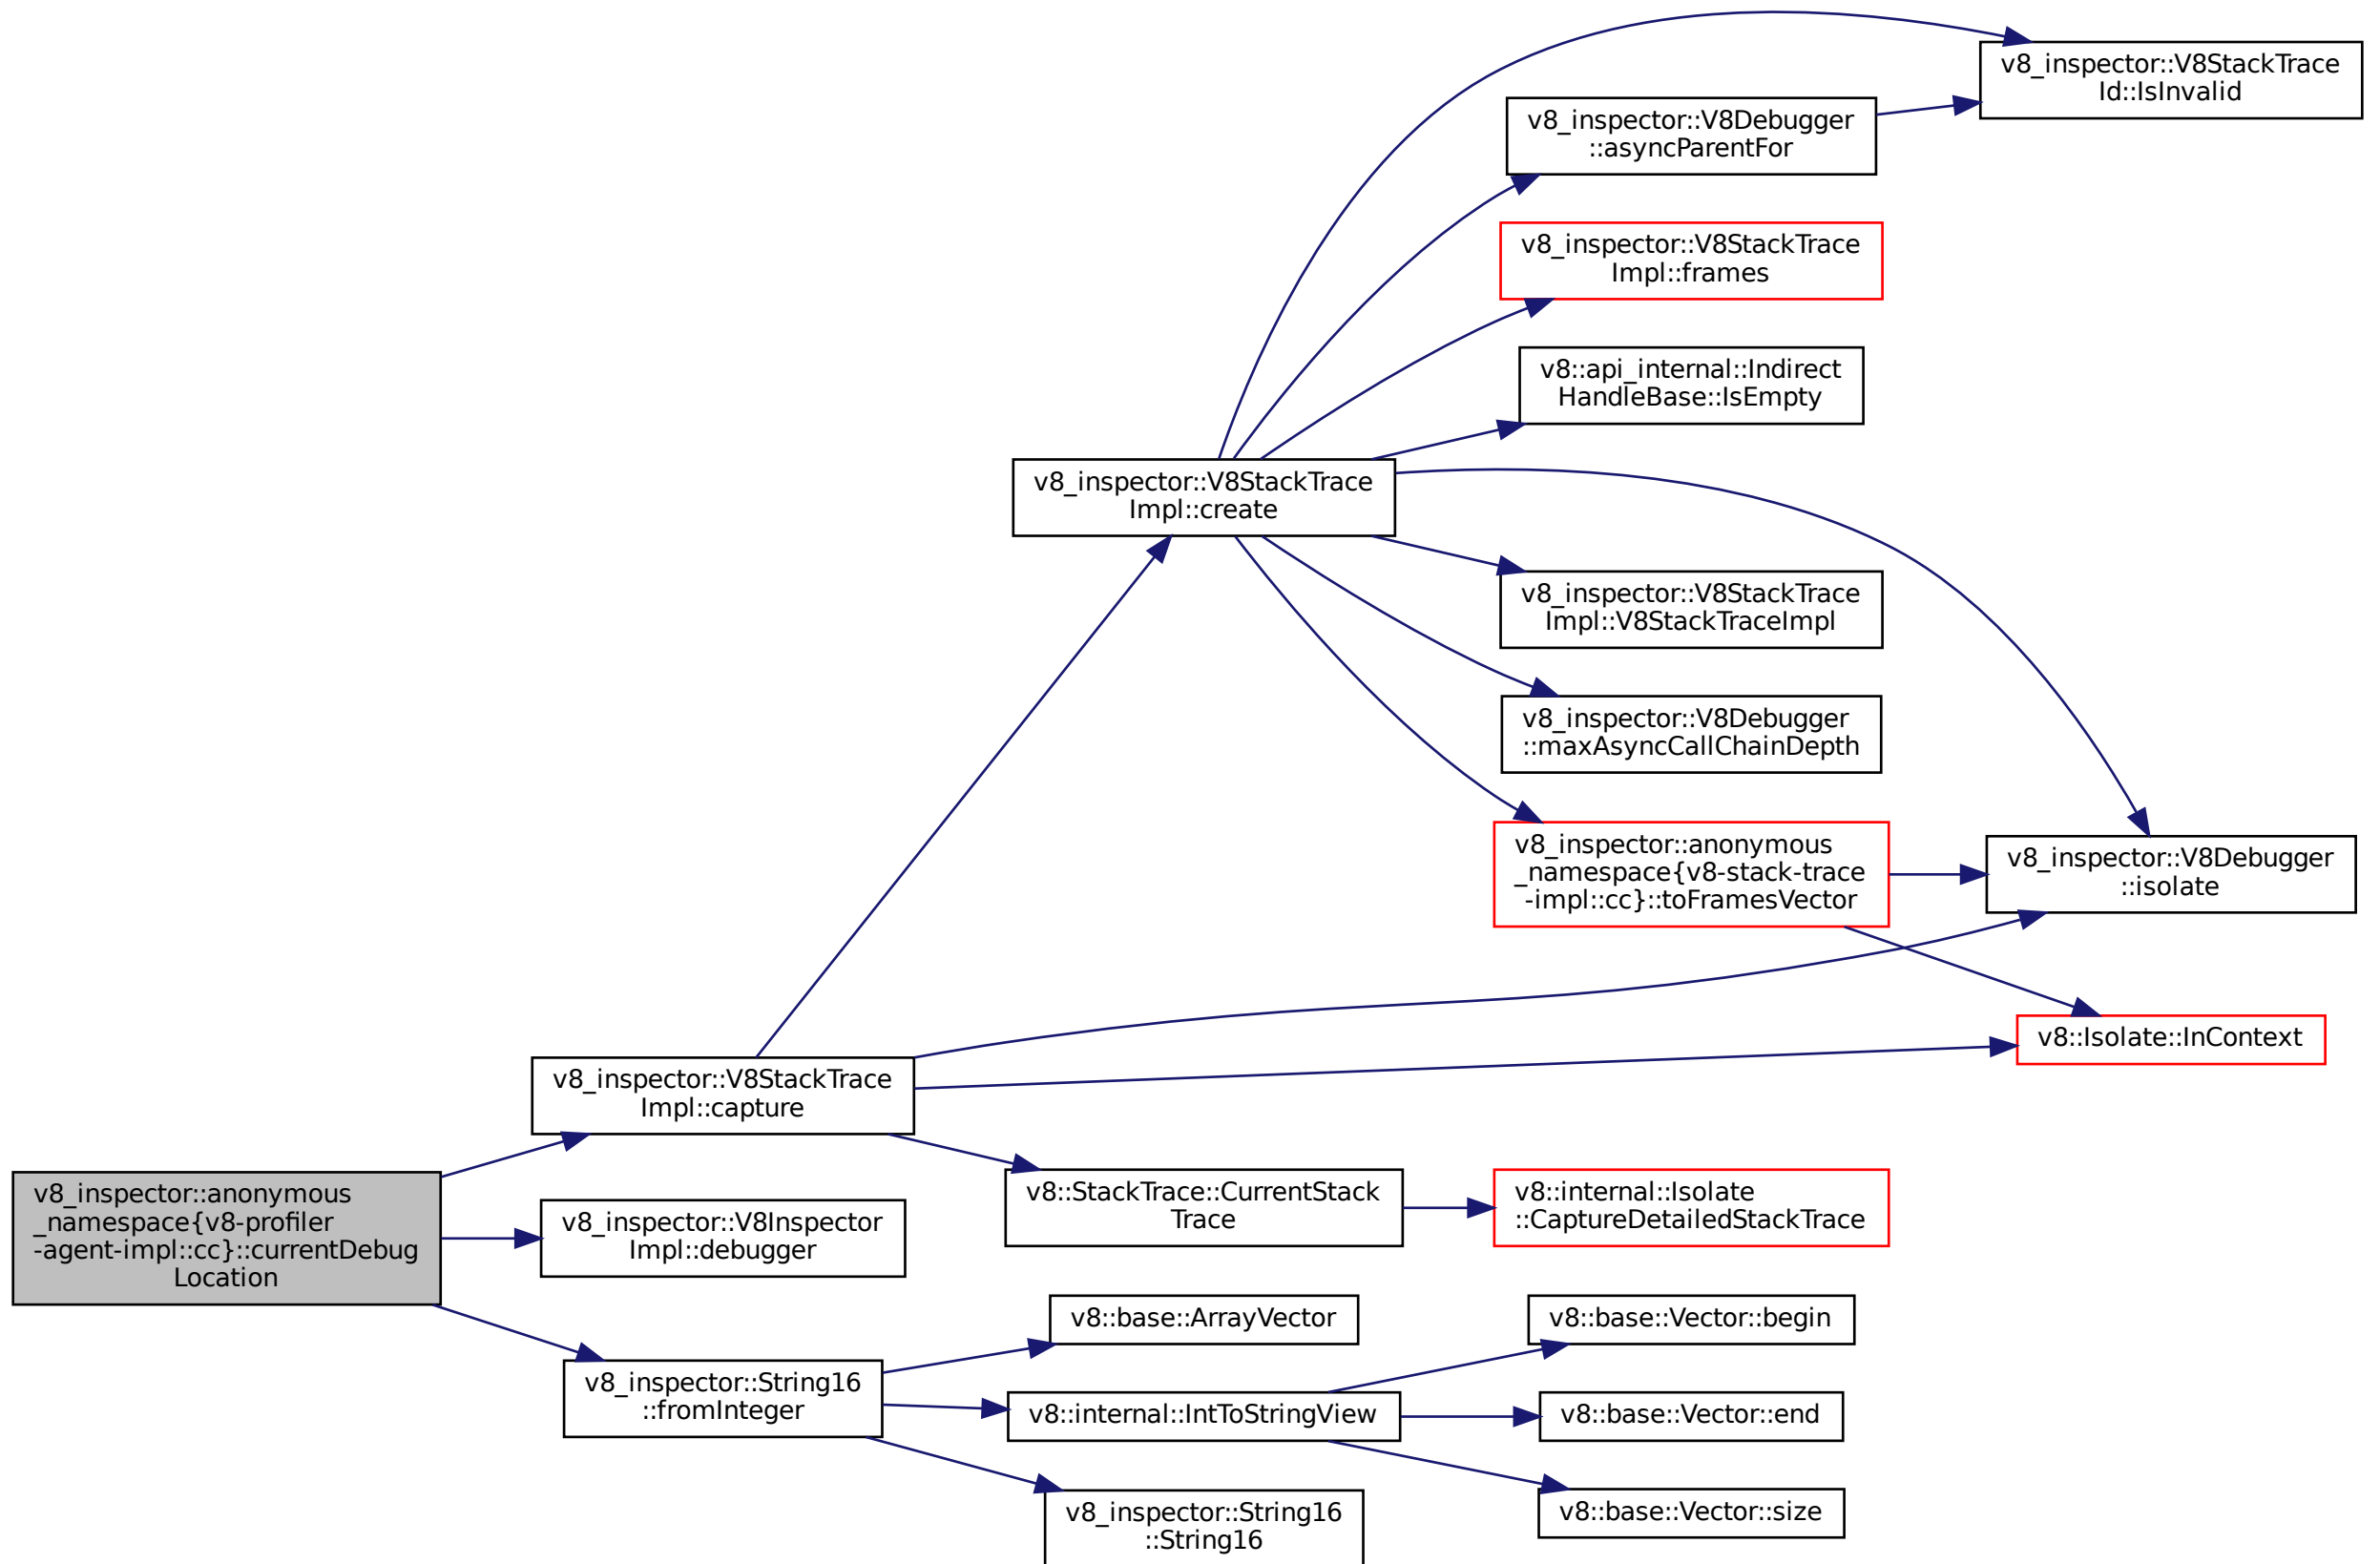 v8_inspector::V8StackTrace
Id::IsInvalid
v8_inspector::V8Debugger
::asyncParentFor
v8_inspector::V8StackTrace
Impl::frames
v8::api_internal::Indirect
HandleBase::IsEmpty
v8_inspector::V8StackTrace
Impl::create
v8_inspector::V8StackTrace
Impl::V8StackTraceImpl
v8_inspector::V8Debugger
::maxAsyncCallChainDepth
v8_inspector::anonymous
_namespace{v8-stack-trace
-impl::cc}::toFramesVector
v8_inspector::V8Debugger
::isolate
v8::Isolate::InContext
v8_inspector::V8StackTrace
Impl::capture
v8::StackTrace::CurrentStack
Trace
v8::internal::Isolate
::CaptureDetailedStackTrace
v8_inspector::anonymous
_namespace{v8-profiler
-agent-impl::cc}::currentDebug
Location
v8_inspector::V8Inspector
Impl::debugger
v8::base::ArrayVector
v8::base::Vector::begin
v8_inspector::String16
::fromInteger
v8::internal::IntToStringView
v8::base::Vector::end
v8::base::Vector::size
v8_inspector::String16
::String16